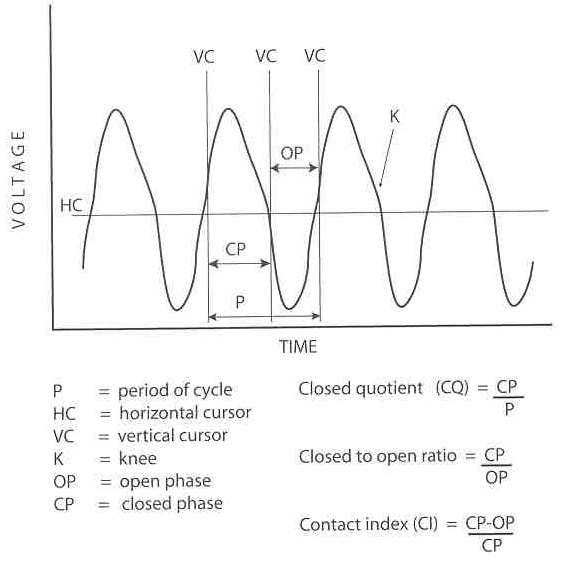 VC VC VC
K
OP
VOLTAGE
HC
CP
P
TIME
P = period of cycle
HC = horizontal cursor
VC = vertical cursor
K = knee
OP = open phase
CP = closed phase
Closed quotient (CQ) = CP
P
Closed to open ratio = CP
OP
Contact index (CI) = CP-OP
CP